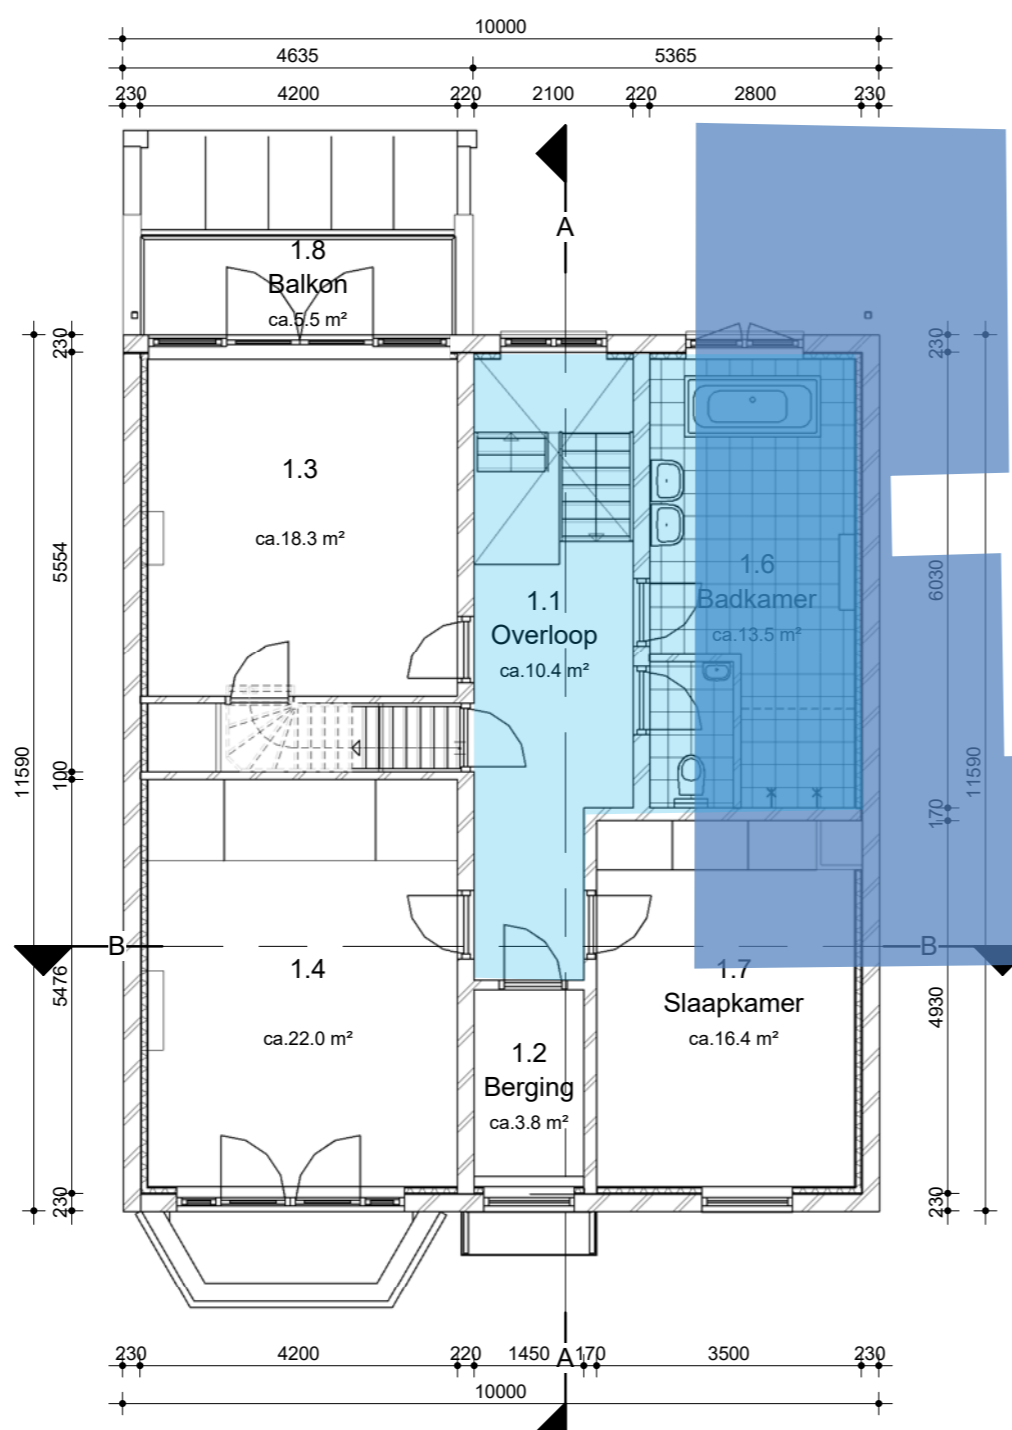 10000
4635 5365
230 4200 220 2100 220 2800 230
A
1.8
Balkon
ca.5.5 m²
230 230
1.3
ca.18.3 m²
5554
1.1
Overloop
ca.10.4 m²
1.6
Badkamer
ca.13.5 m²
6030
11590 100 170 11590
B B
1.4
ca.22.0 m²
5476
1.7
Slaapkamer
ca.16.4 m²
4930
1.2
Berging
ca.3.8 m²
230 230
230 4200 220 1450 A 170 3500 230
10000